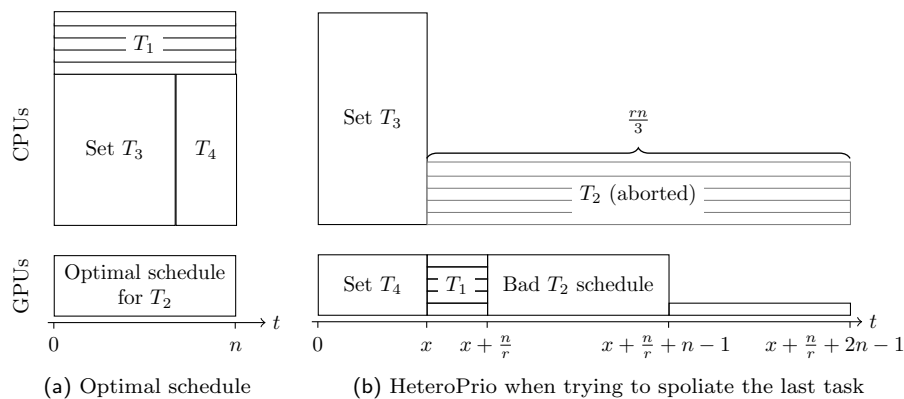 CPUs
T₁
Set T₃
T₄
GPUs
Optimal schedule
for T₂
0
n
t
(a) Optimal schedule
Set T₃
rn/3
T₂ (aborted)
Set T₄
T₁
Bad T₂ schedule
0
x
x + n/r
x + n/r + n − 1
x + n/r + 2n − 1
t
(b) HeteroPrio when trying to spoliate the last task